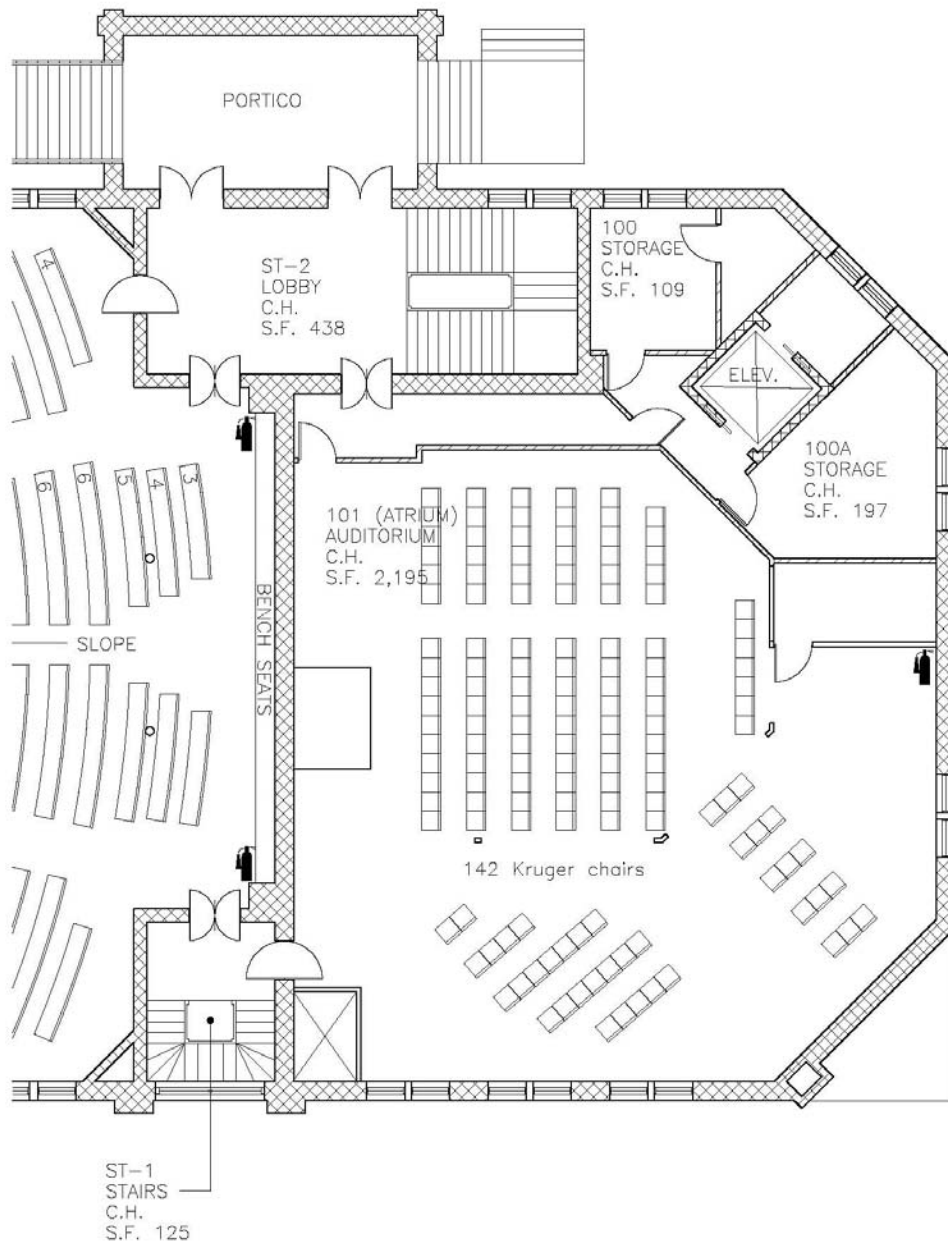 PORTICO
100
STORAGE
C.H.
S.F. 109
ST-2
LOBBY
C.H.
S.F. 438
ELEV.
100A
STORAGE
C.H.
S.F. 197
4
6
6
5
4
3
101 (ATRIUM)
AUDITORIUM
C.H.
S.F. 2,195
BENCH SEATS
SLOPE
142 Kruger chairs
ST-1
STAIRS
C.H.
S.F. 125